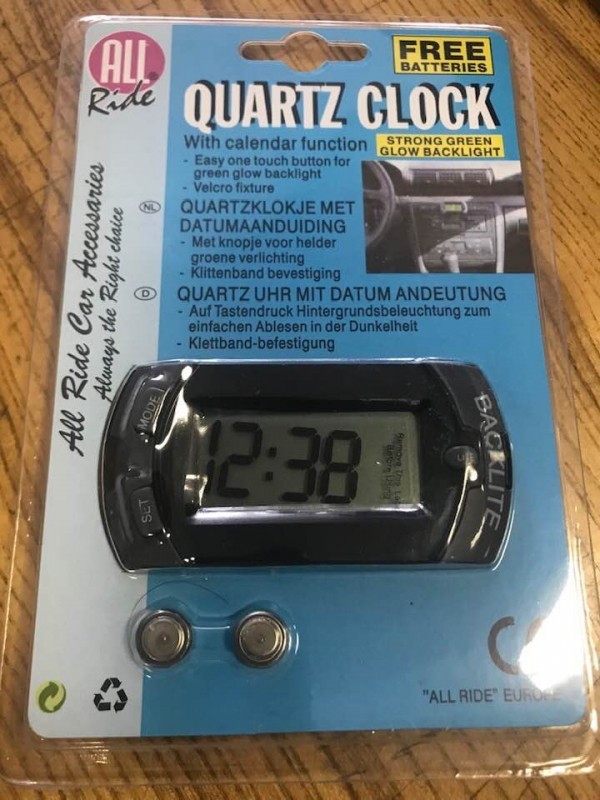 ALL
Ride®
FREE
BATTERIES
QUARTZ CLOCK
With calendar function
STRONG GREEN
GLOW BACKLIGHT
- Easy one touch button for
green glow backlight
- Velcro fixture
NL
QUARTZKLOKJE MET
DATUMAANDUIDING
- Met knopje voor helder
groene verlichting
- Klittenband bevestiging
D
QUARTZ UHR MIT DATUM ANDEUTUNG
- Auf Tastendruck Hintergrundsbeleuchtung zum
einfachen Ablesen in der Dunkelheit
- Klettband-befestigung
All Ride Car Accessaries
Always the Right choice
MODE
SET
12:38
BACKLITE
CE
"ALL RIDE" EUROPE